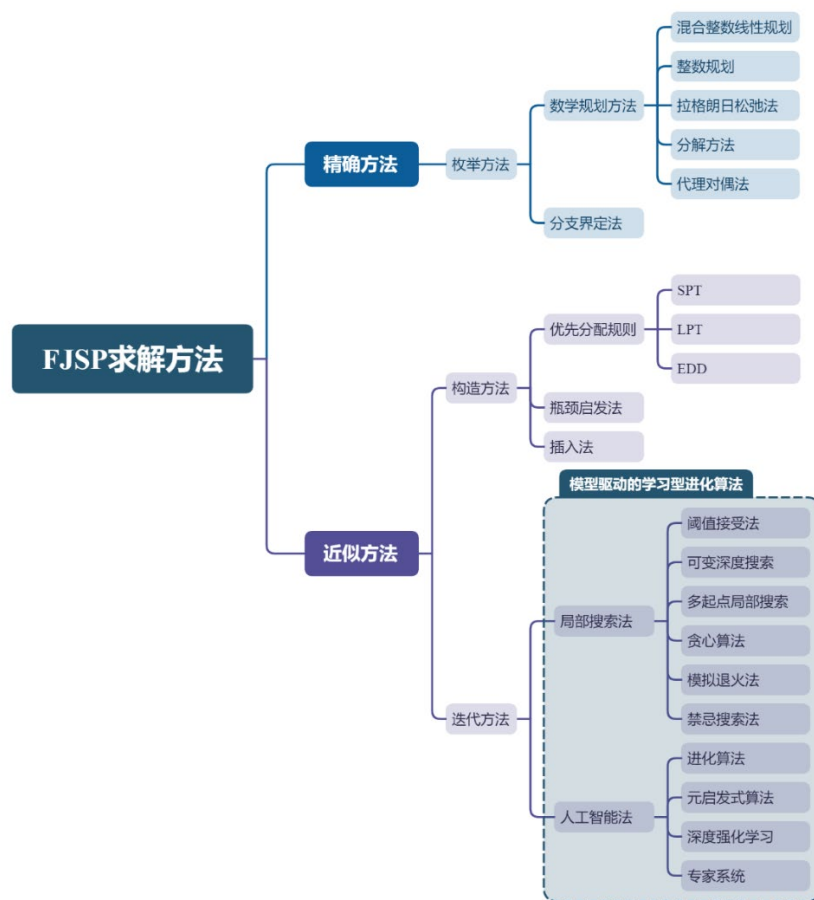 FJSP求解方法
精确方法
枚举方法
数学规划方法
混合整数线性规划
整数规划
拉格朗日松弛法
分解方法
代理对偶法
分支界定法
近似方法
构造方法
优先分配规则
SPT
LPT
EDD
瓶颈启发法
插入法
迭代方法
模型驱动的学习型进化算法
局部搜索法
阈值接受法
可变深度搜索
多起点局部搜索
贪心算法
模拟退火法
禁忌搜索法
人工智能法
进化算法
元启发式算法
深度强化学习
专家系统